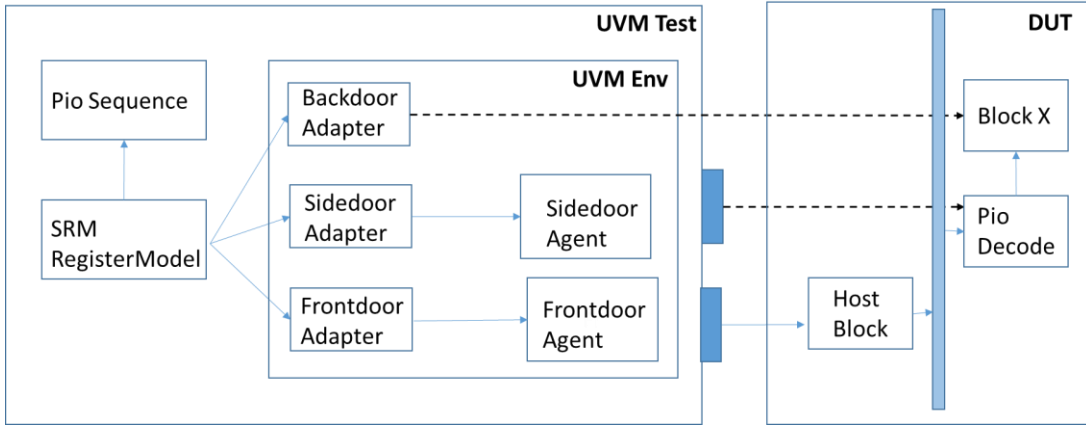 UVM Test
DUT
UVM Env
Pio Sequence
Backdoor
Adapter
Block X
SRM
RegisterModel
Sidedoor
Adapter
Sidedoor
Agent
Pio
Decode
Frontdoor
Adapter
Frontdoor
Agent
Host
Block